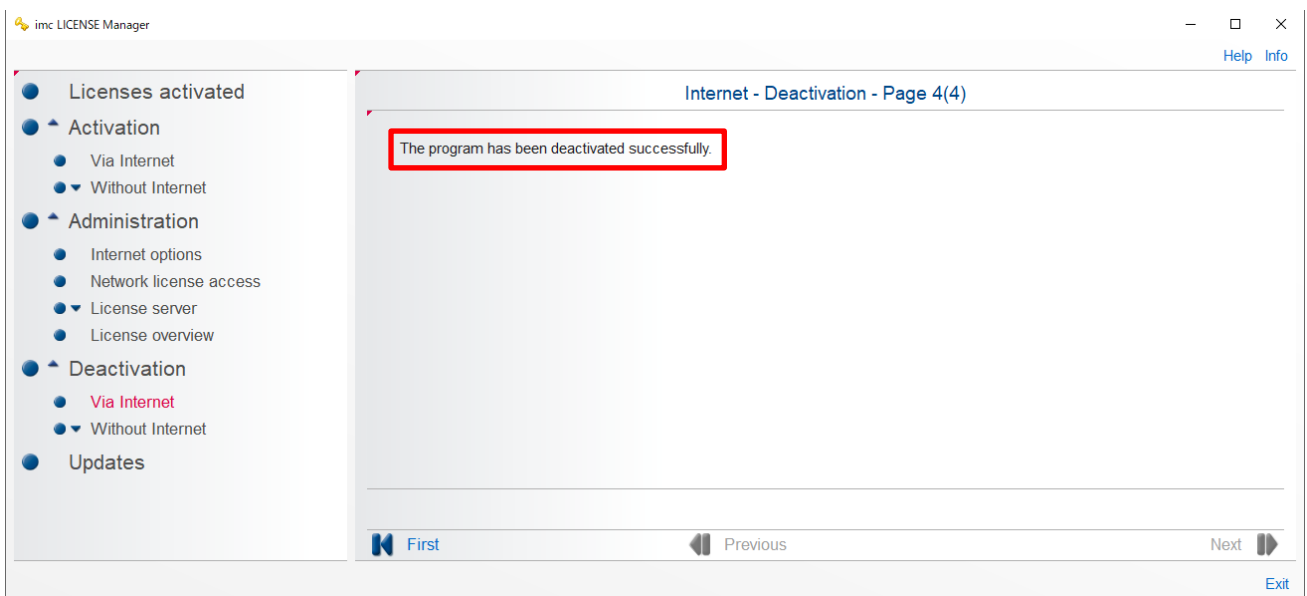 imc LICENSE Manager
Help Info
Licenses activated
Activation
Via Internet
Without Internet
Administration
Internet options
Network license access
License server
License overview
Deactivation
Via Internet
Without Internet
Updates
Internet - Deactivation - Page 4(4)
The program has been deactivated successfully.
First Previous Next
Exit